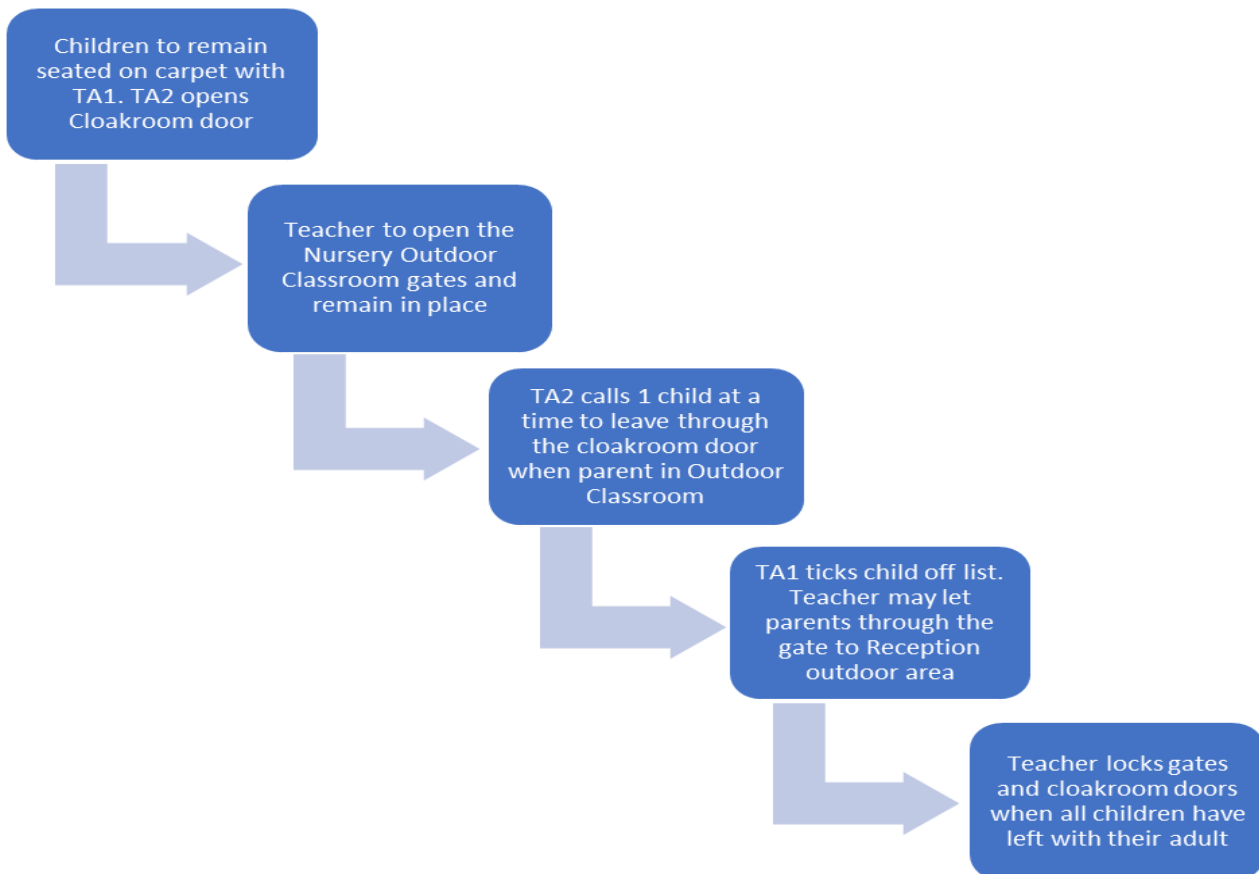 Children to remain
seated on carpet with
TA1. TA2 opens
Cloakroom door
Teacher to open the
Nursery Outdoor
Classroom gates and
remain in place
TA2 calls 1 child at a
time to leave through
the cloakroom door
when parent in Outdoor
Classroom
TA1 ticks child off list.
Teacher may let
parents through the
gate to Reception
outdoor area
Teacher locks gates
and cloakroom doors
when all children have
left with their adult